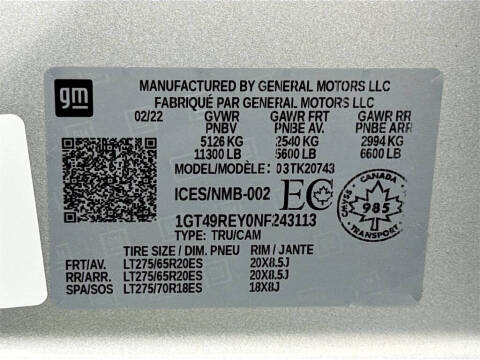 gm
MANUFACTURED BY GENERAL MOTORS LLC
FABRIQUÉ PAR GENERAL MOTORS LLC
02/22 GVWR GAWR FRT GAWR RR
PNBV PNBE AV. PNBE ARR
5126 KG 2540 KG 2994 KG
11300 LB 5600 LB 6600 LB
MODEL/MODÈLE: 03TK20743
ICES/NMB-002 EC
CANADA
985
TRANSPORT
SVMAC
1GT49REY0NF243113
TYPE: TRU/CAM
TIRE SIZE / DIM. PNEU RIM / JANTE
FRT/AV. LT275/65R20ES 20X8.5J
RR/ARR. LT275/65R20ES 20X8.5J
SPA/SOS LT275/70R18ES 18X8J